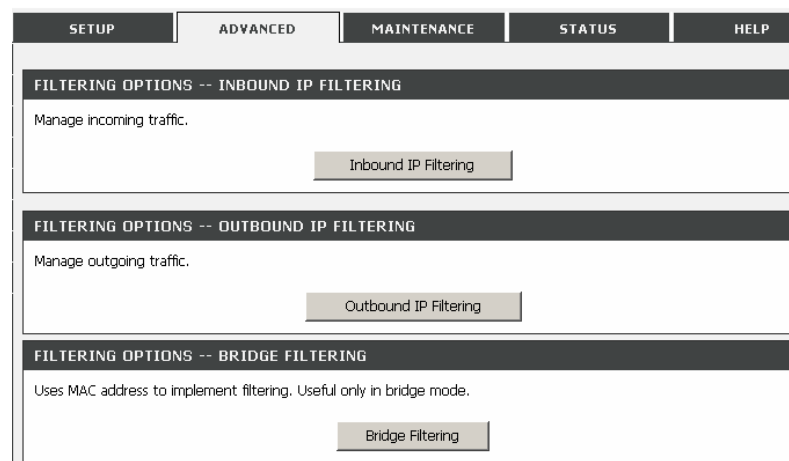 SETUP ADVANCED MAINTENANCE STATUS HELP
FILTERING OPTIONS -- INBOUND IP FILTERING
Manage incoming traffic.
Inbound IP Filtering
FILTERING OPTIONS -- OUTBOUND IP FILTERING
Manage outgoing traffic.
Outbound IP Filtering
FILTERING OPTIONS -- BRIDGE FILTERING
Uses MAC address to implement filtering. Useful only in bridge mode.
Bridge Filtering